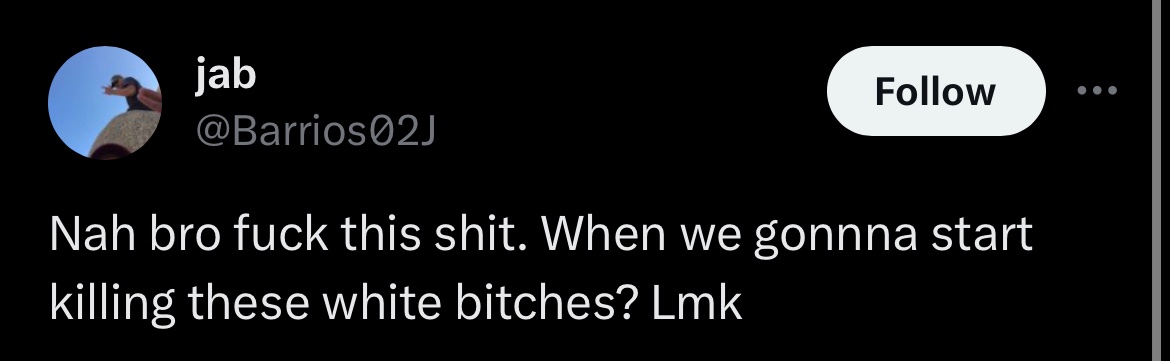 jab
@Barrios02J
Follow
Nah bro fuck this shit. When we gonnna start
killing these white bitches? Lmk